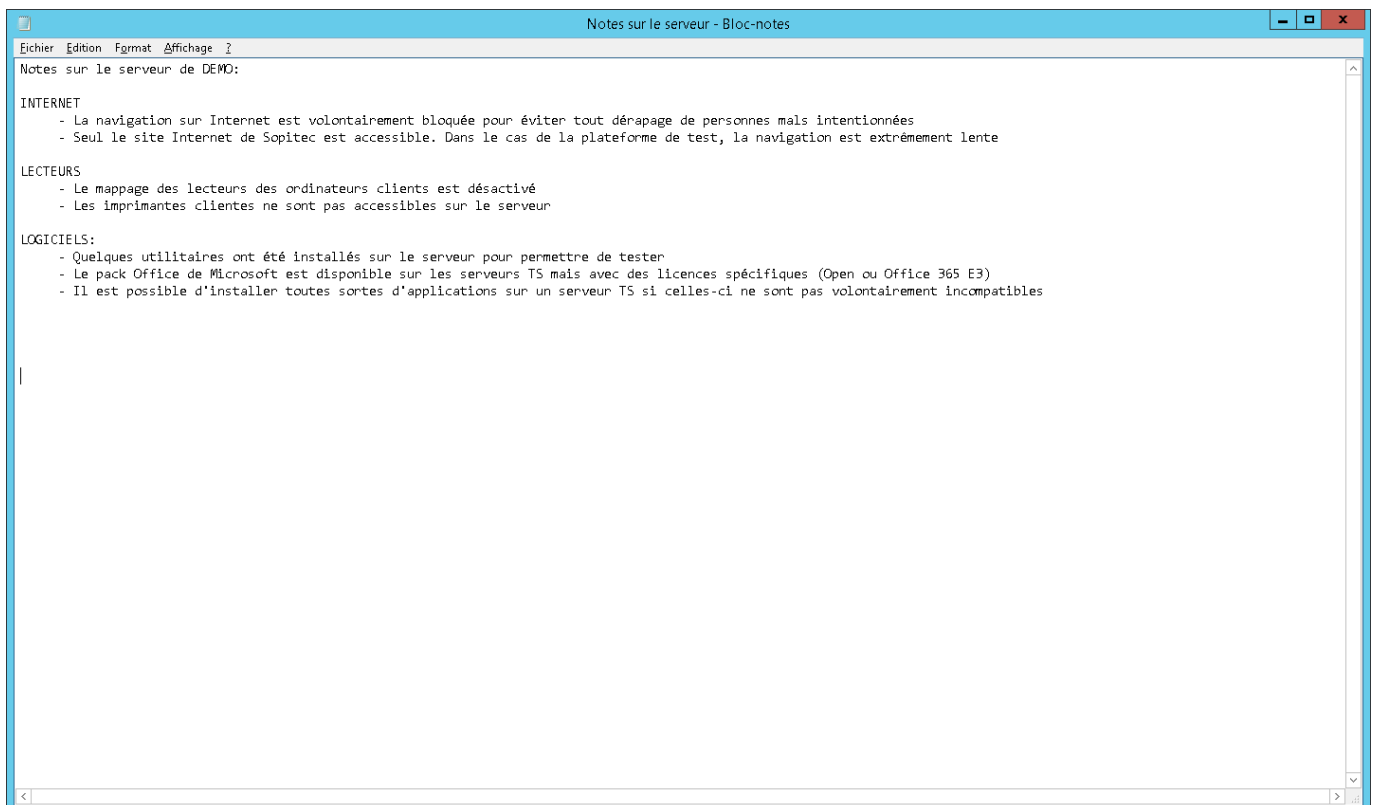 Notes sur le serveur - Bloc-notes
Fichier Edition Format Affichage ?
Notes sur le serveur de DEMO:
INTERNET
- La navigation sur Internet est volontairement bloquée pour éviter tout dérapage de personnes mals intentionnées
- Seul le site Internet de Sopitec est accessible. Dans le cas de la plateforme de test, la navigation est extrêmement lente
LECTEURS
- Le mappage des lecteurs des ordinateurs clients est désactivé
- Les imprimantes clientes ne sont pas accessibles sur le serveur
LOGICIELS:
- Quelques utilitaires ont été installés sur le serveur pour permettre de tester
- Le pack Office de Microsoft est disponible sur les serveurs TS mais avec des licences spécifiques (Open ou Office 365 E3)
- Il est possible d'installer toutes sortes d'applications sur un serveur TS si celles-ci ne sont pas volontairement incompatibles